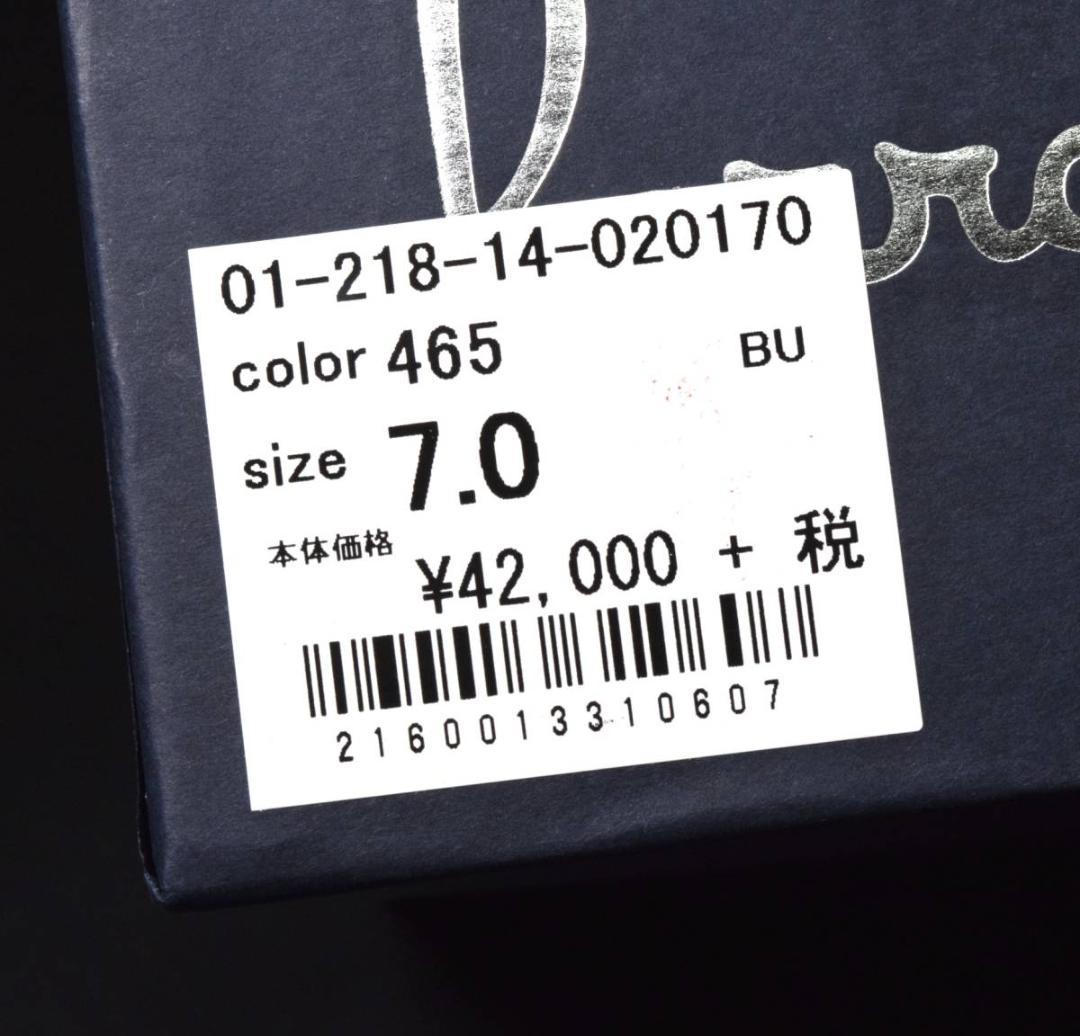 01-218-14-020170
color 465 BU
size 7.0
本体価格 ¥42,000 + 税
2160013310607